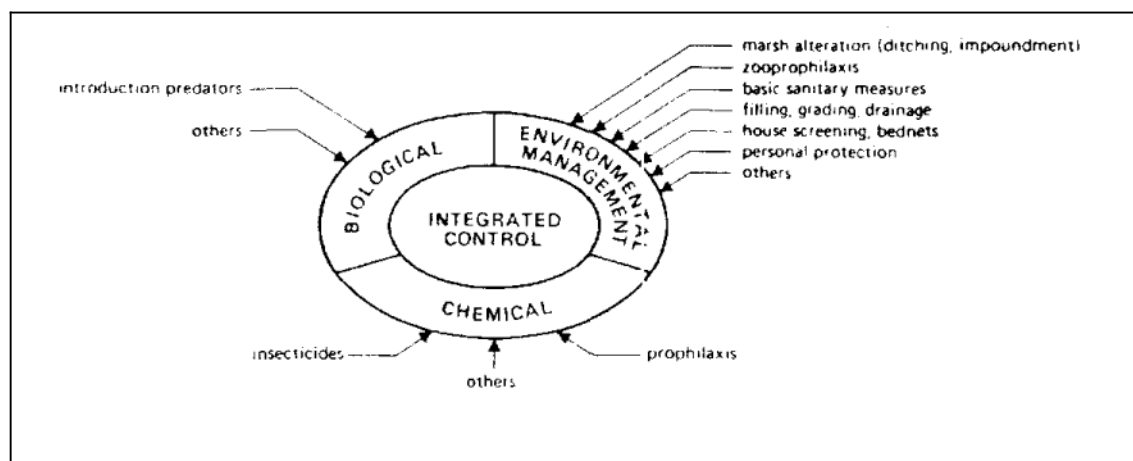 marsh alteration (ditching, impoundment)
zooprophilaxis
basic sanitary measures
filling, grading, drainage
house screening, bednets
personal protection
others
introduction predators
others
BIOLOGICAL
ENVIRONMENTAL
MANAGEMENT
INTEGRATED
CONTROL
CHEMICAL
insecticides
others
prophilaxis